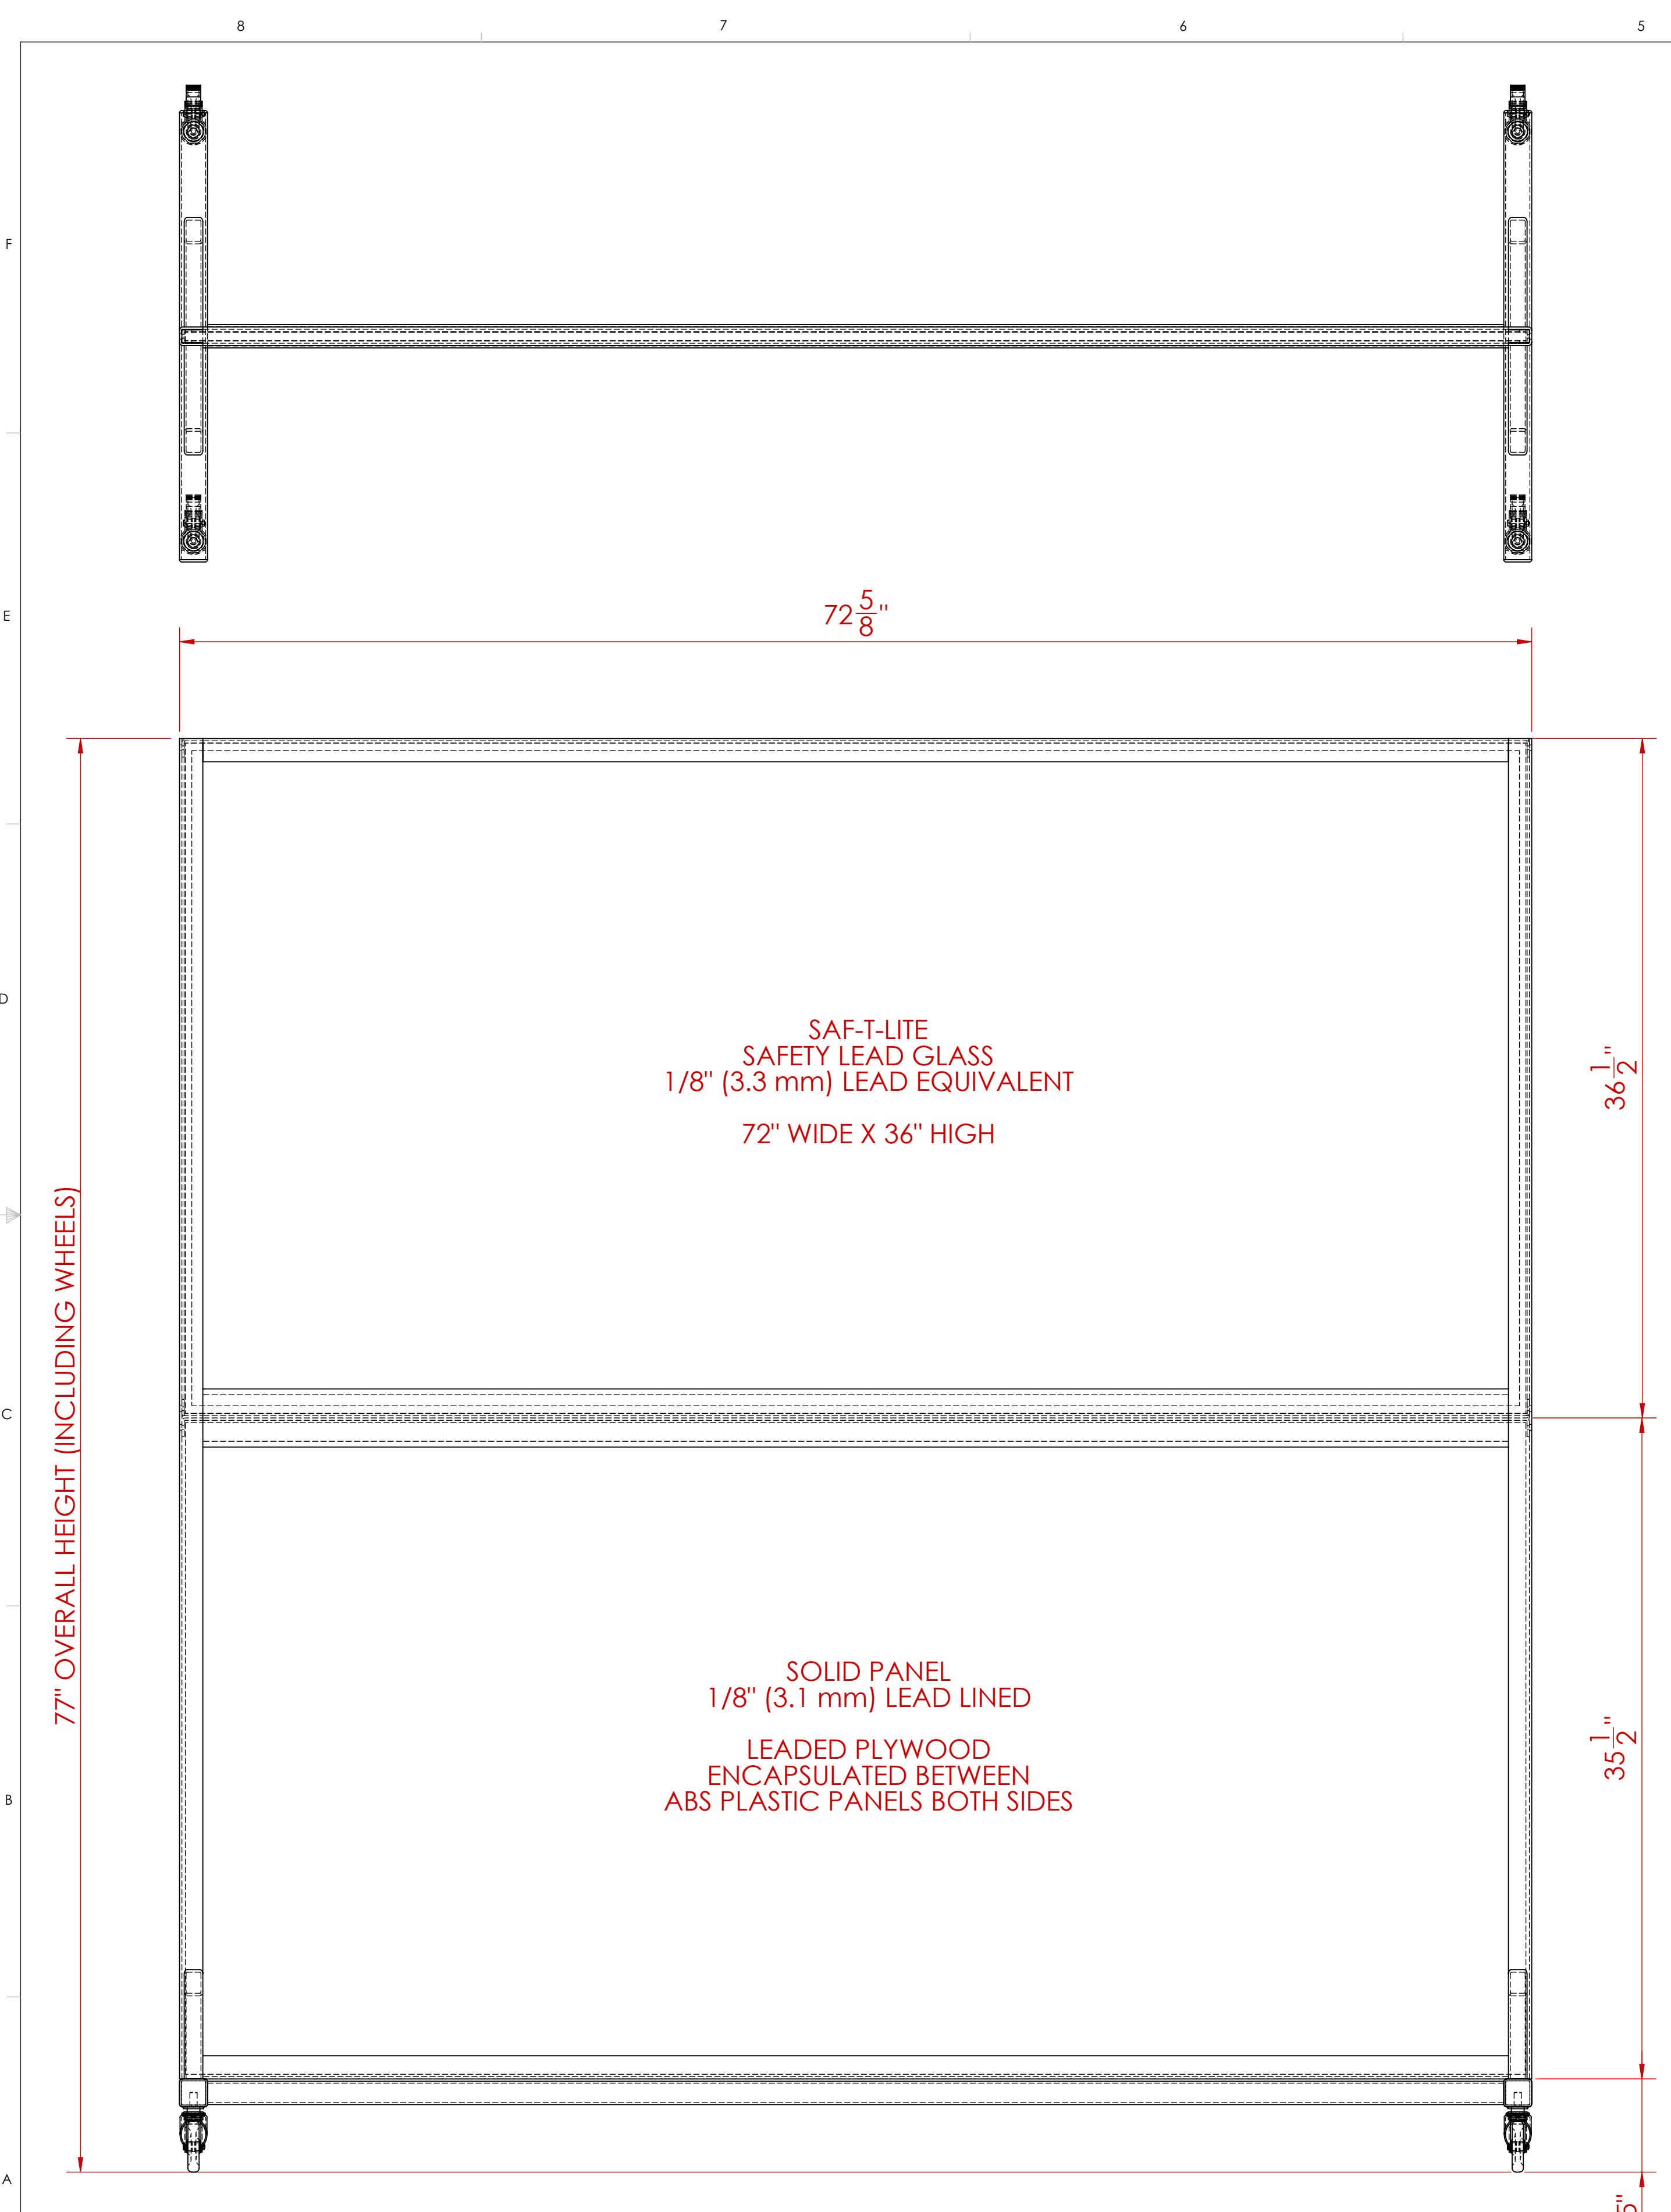 8 7 6 5
F
E
D
C
B
A
72 5/8"
SAF-T-LITE
SAFETY LEAD GLASS
1/8" (3.3 mm) LEAD EQUIVALENT
72" WIDE X 36" HIGH
36 1/2"
77" OVERALL HEIGHT (INCLUDING WHEELS)
SOLID PANEL
1/8" (3.1 mm) LEAD LINED
LEADED PLYWOOD
ENCAPSULATED BETWEEN
ABS PLASTIC PANELS BOTH SIDES
35 1/2"
5"